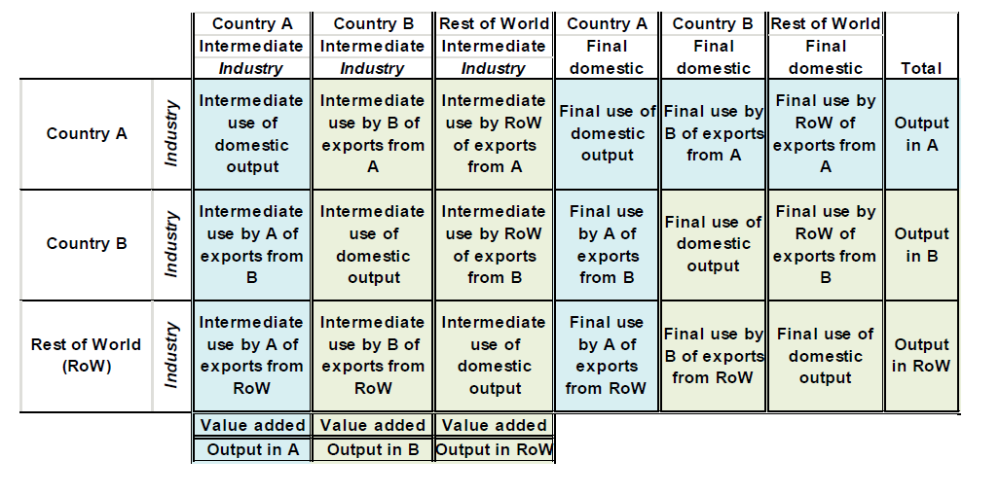 Country A Country B Rest of World Country A Country B Rest of World
Intermediate Intermediate Intermediate Final Final Final
Industry Industry Industry domestic domestic domestic Total
Country A
Industry
Intermediate
use of
domestic
output
Intermediate
use by B of
exports from
A
Intermediate
use by RoW
of exports
from A
Final use of
domestic
output
Final use by
B of exports
from A
Final use by
RoW of
exports from
A
Output
in A
Country B
Industry
Intermediate
use by A of
exports from
B
Intermediate
use of
domestic
output
Intermediate
use by RoW
of exports
from B
Final use
by A of
exports
from B
Final use of
domestic
output
Final use by
RoW of
exports from
B
Output
in B
Rest of World
(RoW)
Industry
Intermediate
use by A of
exports from
RoW
Intermediate
use by B of
exports from
RoW
Intermediate
use of
domestic
output
Final use
by A of
exports
from RoW
Final use by
B of exports
from RoW
Final use of
domestic
output
Output
in RoW
Value added Value added Value added
Output in A Output in B Output in RoW